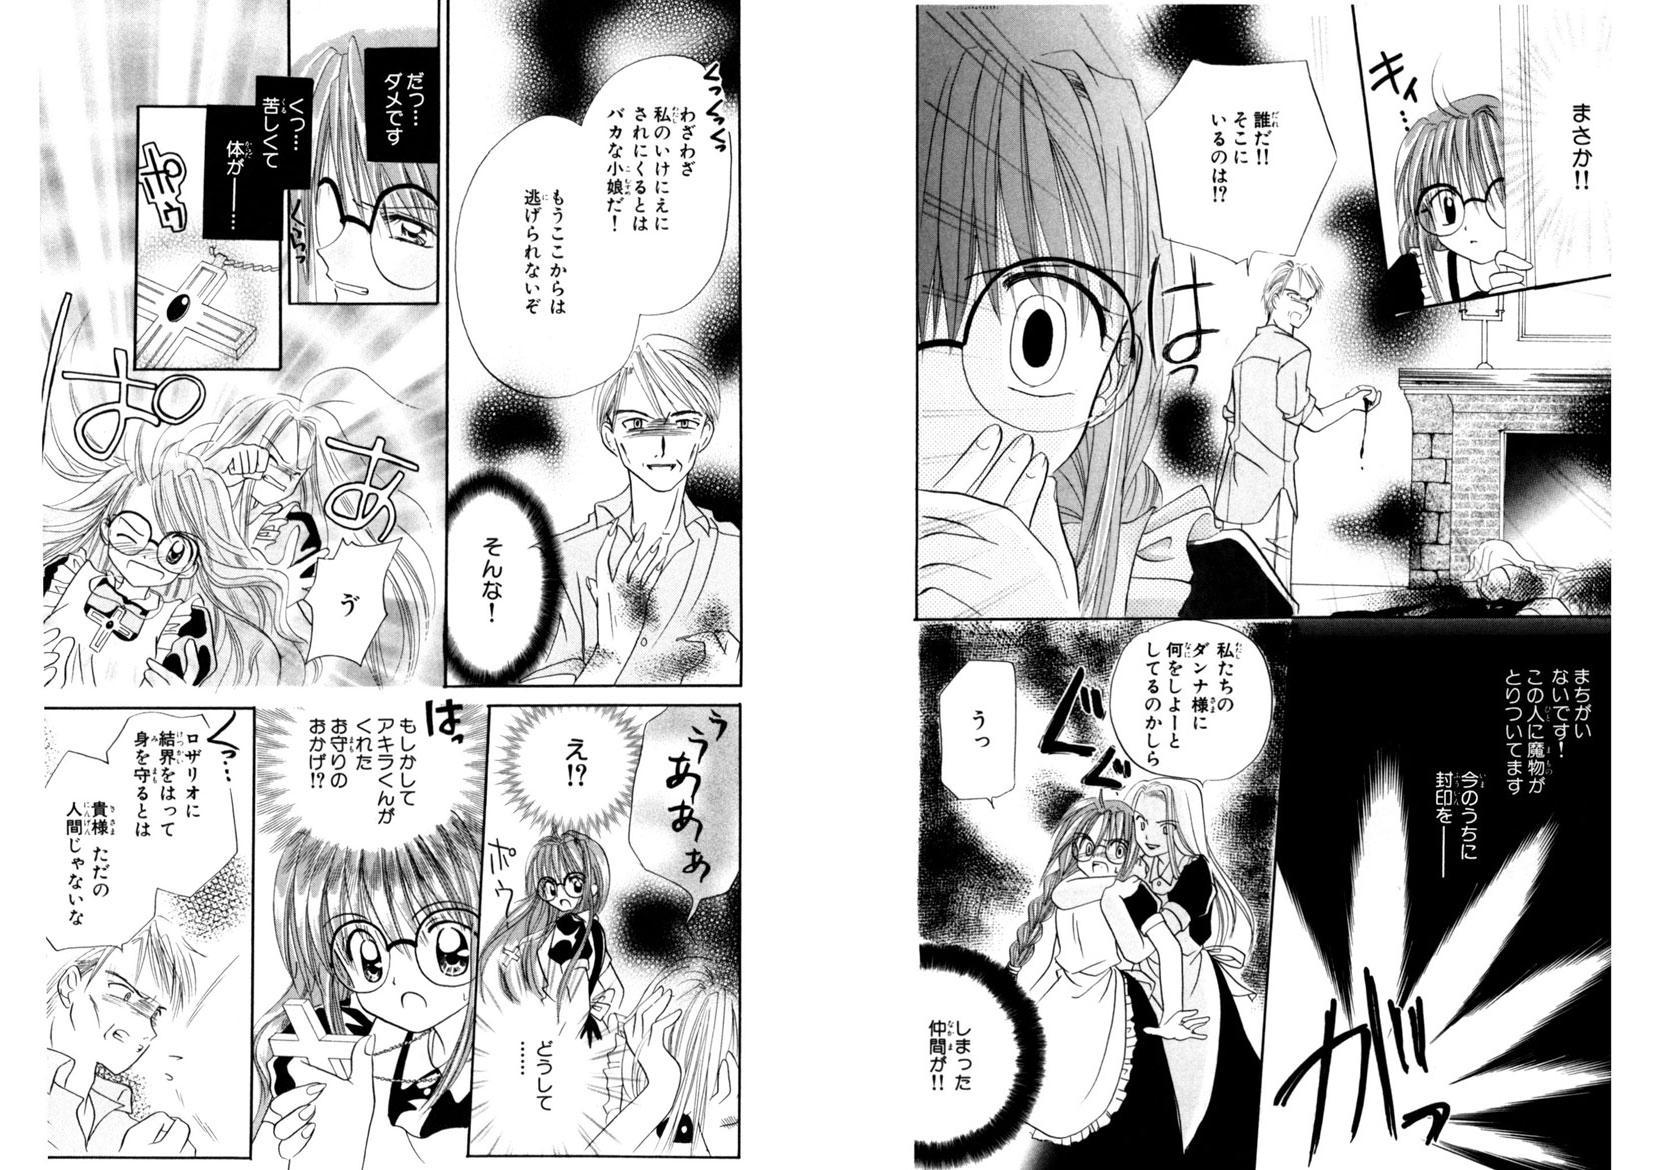 まさか!!
キィ…
誰だ!!
そこに
いるのは!?
はっ
まちがい
ないです!
この人に魔物が
とりついてます
今のうちに
封印を――
ガガッ
私たちの
ダンナ様に
何をしよーと
してるのかしら
ぐぐっ
うっ
しまった
仲間が!!
くっくっくっ
わざわざ
私のいけにえに
されにくるとは
バカな小娘だ!
もうここからは
逃げられないぞ
そんな!
だっ…
ダメです
くっ…
苦しくて
体が――…
くらっ
ポゥ
ぱあ
ゔ
ううあああ
え!?
ポゥ
どうして
……
はっ
もしかして
アキラくんが
くれた
お守りの
おかげ!?
くっ…
ロザリオに
結界をはって
身を守るとは
貴様 ただの
人間じゃないな